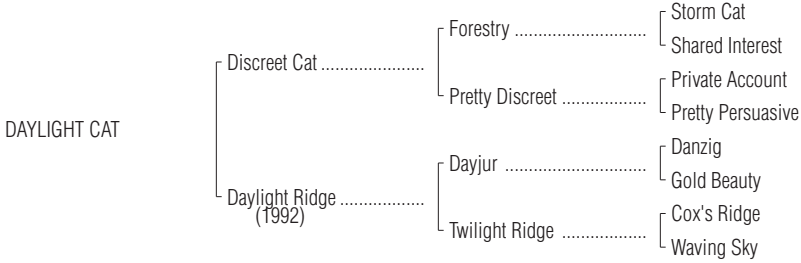 Storm Cat
Forestry ............................
Shared Interest
Discreet Cat ......................
Private Account
Pretty Discreet ..................
Pretty Persuasive
DAYLIGHT CAT
Danzig
Dayjur ..............................
Gold Beauty
Daylight Ridge ..................
(1992)
Cox's Ridge
Twilight Ridge ..................
Waving Sky